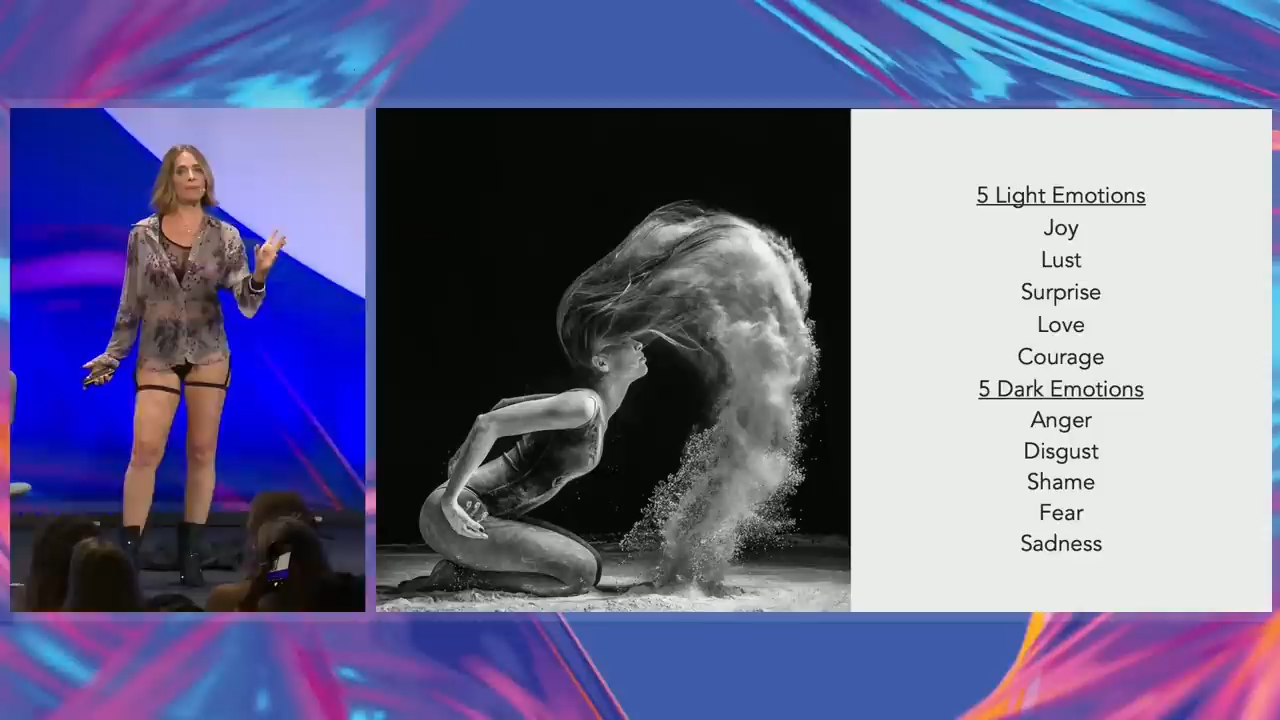 5 Light Emotions
Joy
Lust
Surprise
Love
Courage
5 Dark Emotions
Anger
Disgust
Shame
Fear
Sadness